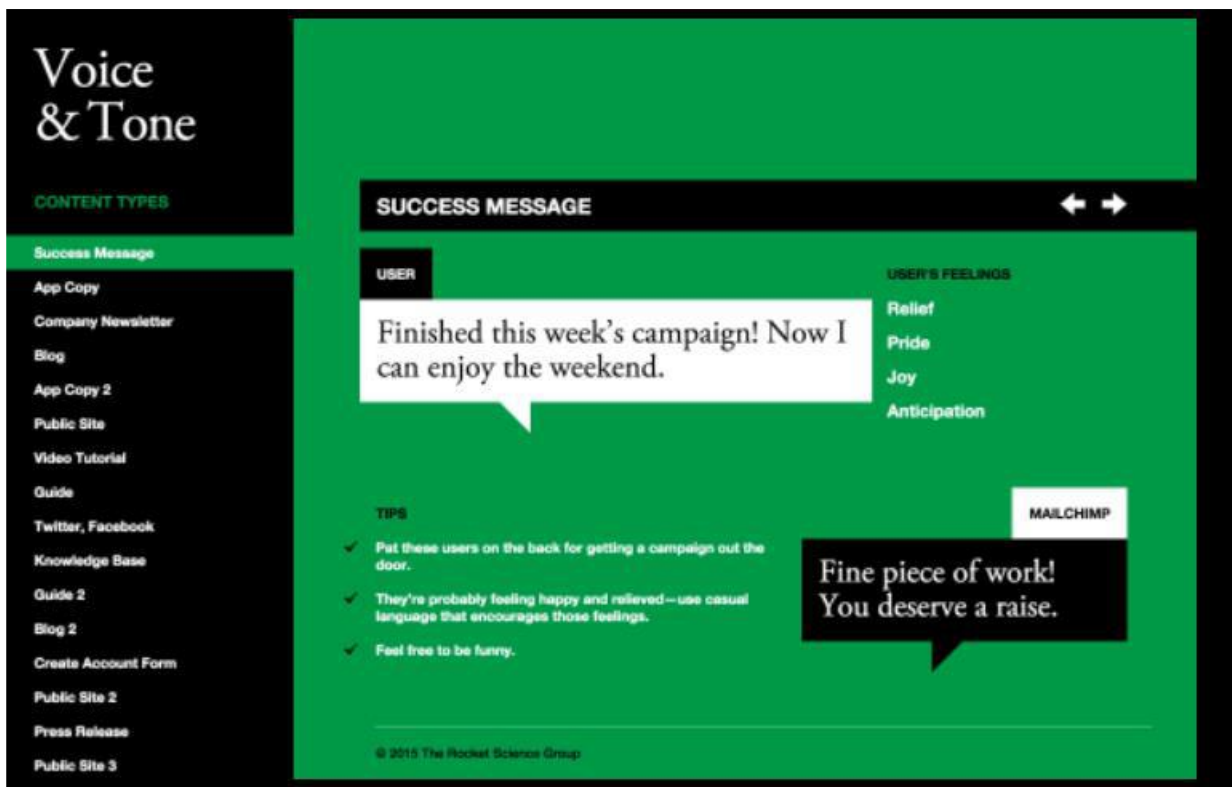 Voice
& Tone
CONTENT TYPES
Success Message
App Copy
Company Newsletter
Blog
App Copy 2
Public Site
Video Tutorial
Guide
Twitter, Facebook
Knowledge Base
Guide 2
Blog 2
Create Account Form
Public Site 2
Press Release
Public Site 3
SUCCESS MESSAGE
USER
Finished this week's campaign! Now I
can enjoy the weekend.
USER'S FEELINGS
Relief
Pride
Joy
Anticipation
TIPS
Pat these users on the back for getting a campaign out the
door.
They're probably feeling happy and relieved—use casual
language that encourages those feelings.
Feel free to be funny.
MAILCHIMP
Fine piece of work!
You deserve a raise.
© 2015 The Rocket Science Group